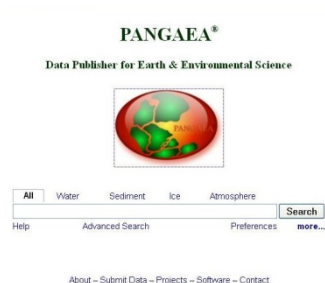 PANGAEA®
Data Publisher for Earth & Environmental Science
PANGAEA
All Water Sediment Ice Atmosphere
Search
Help Advanced Search Preferences more...
About – Submit Data – Projects – Software – Contact